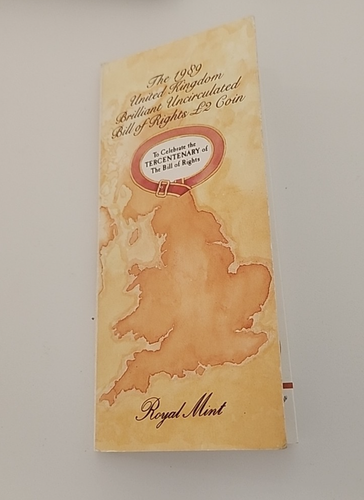 The 1989
United Kingdom
Brilliant Uncirculated
Bill of Rights £2 Coin
To Celebrate the
TERCENTENARY of
The Bill of Rights
Royal Mint